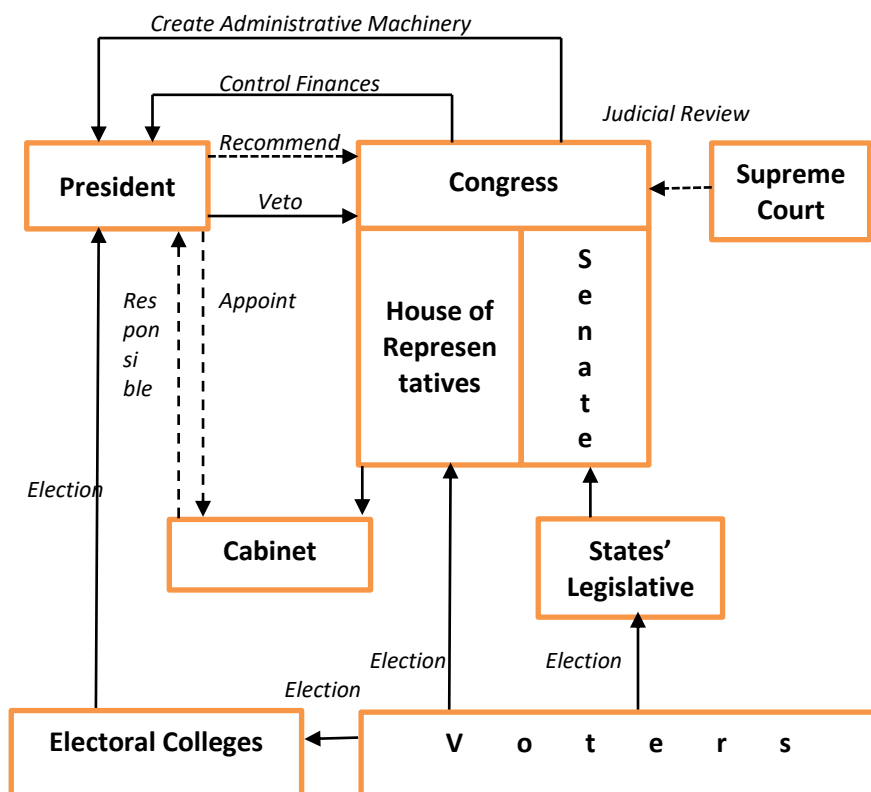 Create Administrative Machinery
Control Finances
Judicial Review
Recommend
President
Congress
Supreme
Court
Veto
S
e
n
a
t
e
Res
pon
si
ble
Appoint
House of
Represen
tatives
Election
Cabinet
States’
Legislative
Election
Election
Election
Electoral Colleges
V o t e r s